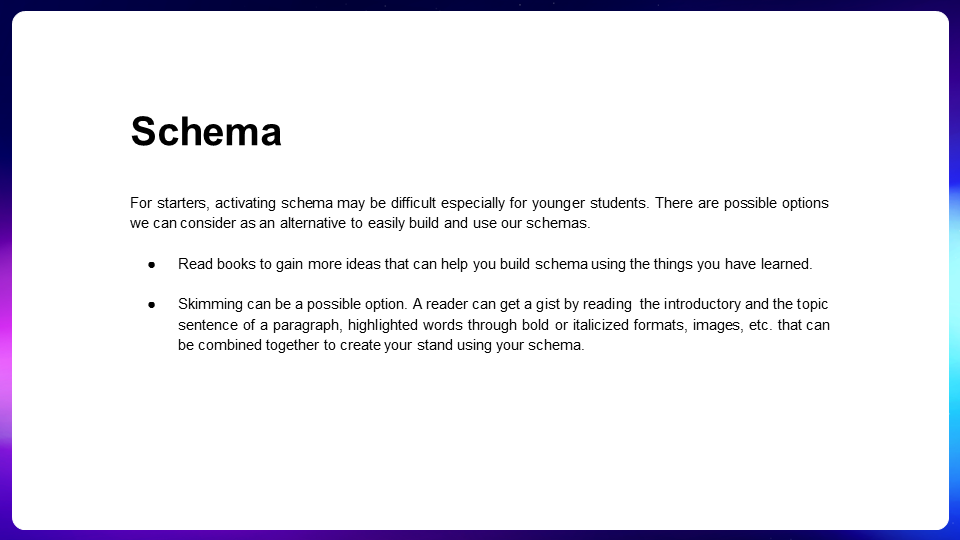 Schema
For starters, activating schema may be difficult especially for younger students. There are possible options
we can consider as an alternative to easily build and use our schemas.
● Read books to gain more ideas that can help you build schema using the things you have learned.
● Skimming can be a possible option. A reader can get a gist by reading the introductory and the topic
sentence of a paragraph, highlighted words through bold or italicized formats, images, etc. that can
be combined together to create your stand using your schema.